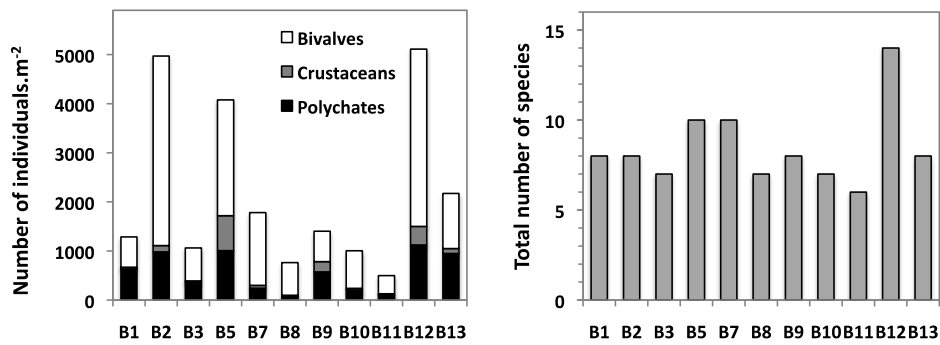 Number of individuals.m-2
5000
4000
3000
2000
1000
0
Bivalves
Crustaceans
Polychates
B1 B2 B3 B5 B7 B8 B9 B10 B11 B12 B13
Total number of species
15
10
5
0
B1 B2 B3 B5 B7 B8 B9 B10 B11 B12 B13